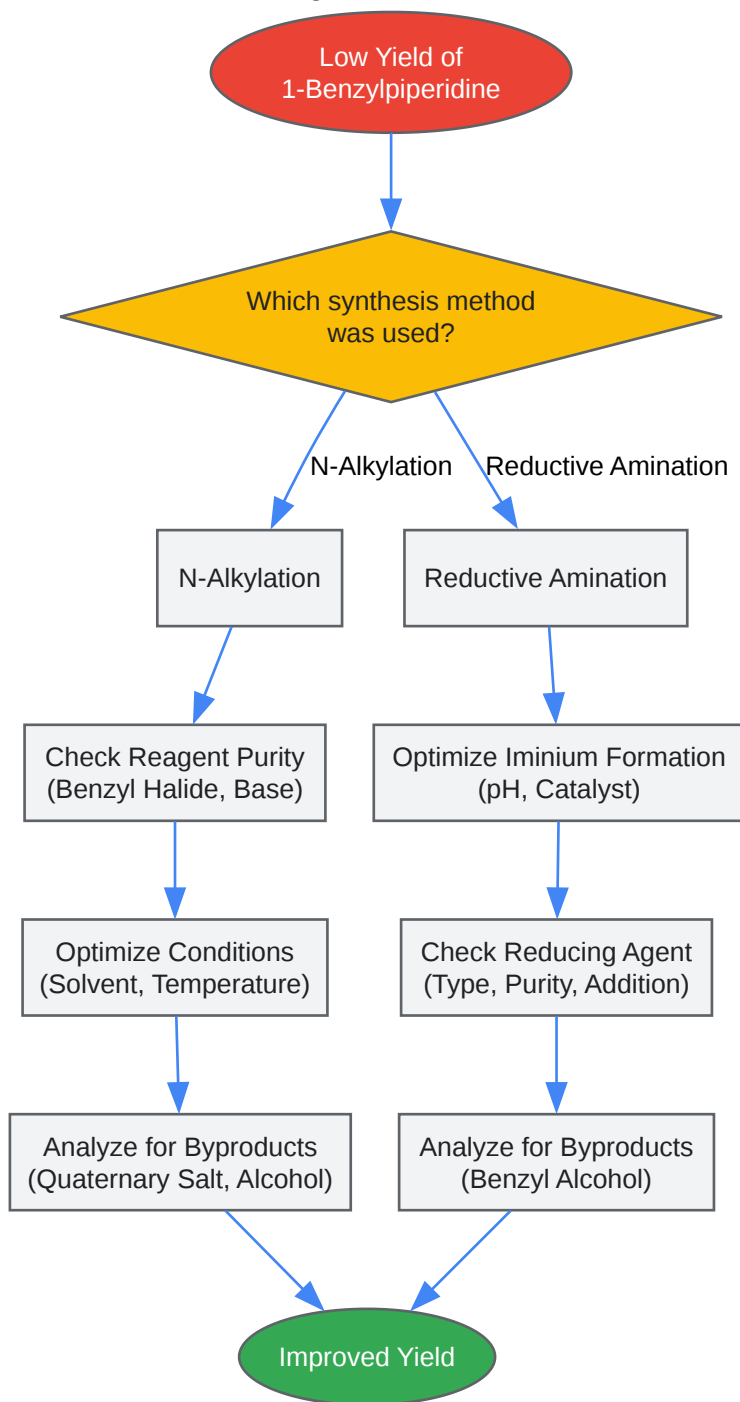 Low Yield of
1-Benzylpiperidine
Which synthesis method
was used?
N-Alkylation
Reductive Amination
N-Alkylation
Reductive Amination
Check Reagent Purity
(Benzyl Halide, Base)
Optimize Iminium Formation
(pH, Catalyst)
Optimize Conditions
(Solvent, Temperature)
Check Reducing Agent
(Type, Purity, Addition)
Analyze for Byproducts
(Quaternary Salt, Alcohol)
Analyze for Byproducts
(Benzyl Alcohol)
Improved Yield